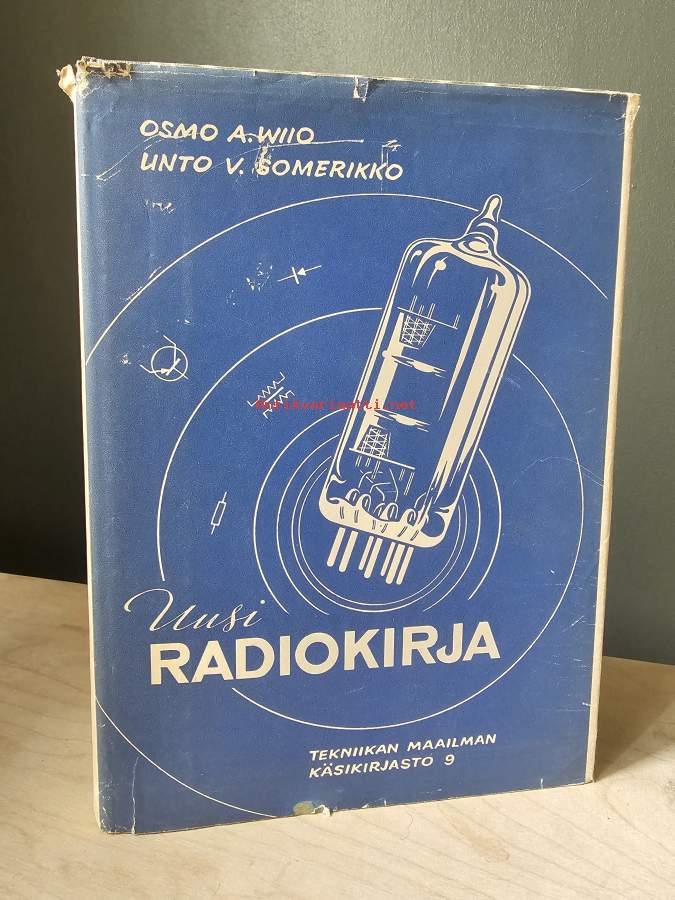 OSMO A. WIIO
UNTO V. SOMERIKKO
antikvariaatti.net
Uusi
RADIOKIRJA
TEKNIIKAN MAAILMAN
KÄSIKIRJASTO 9